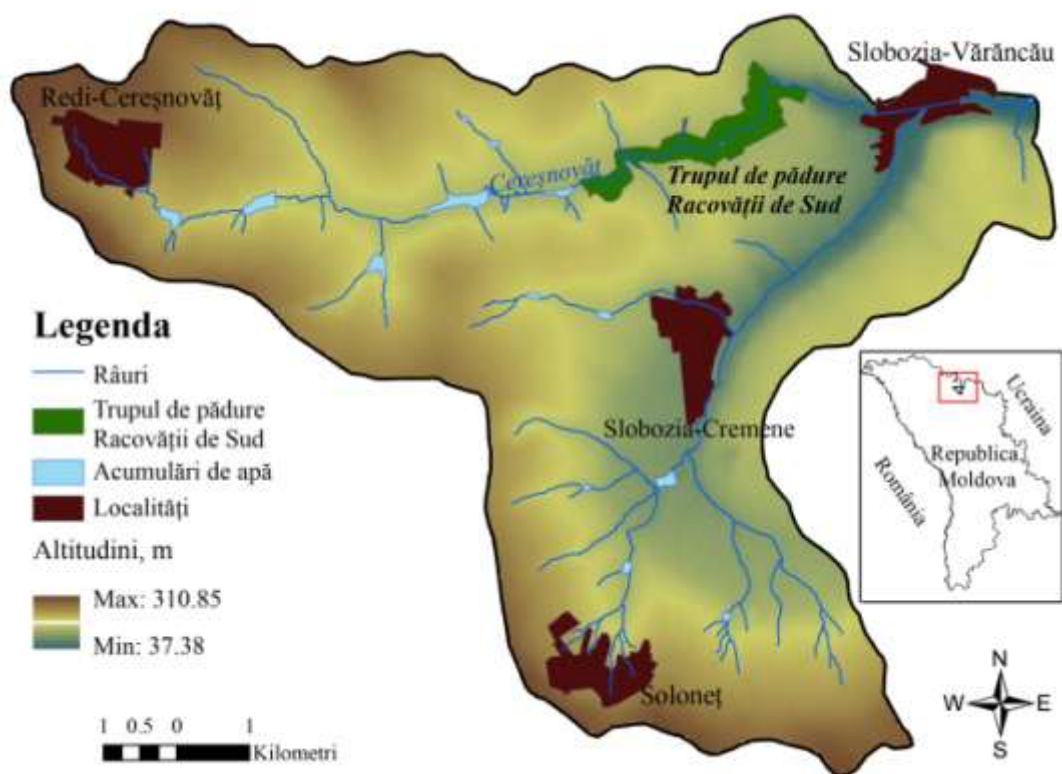 Slobozia-Vărăncău
Redi-Cereșnovăț
Cereșnovăț
Trupul de pădure
Racovății de Sud
Legenda
Râuri
Trupul de pădure
Racovății de Sud
Acumulări de apă
Localități
Altitudini, m
Max: 310.85
Min: 37.38
1 0.5 0 1
Kilometri
Slobozia-Cremene
Soloneț
Ucraina
Republica
Moldova
România
N
W E
S